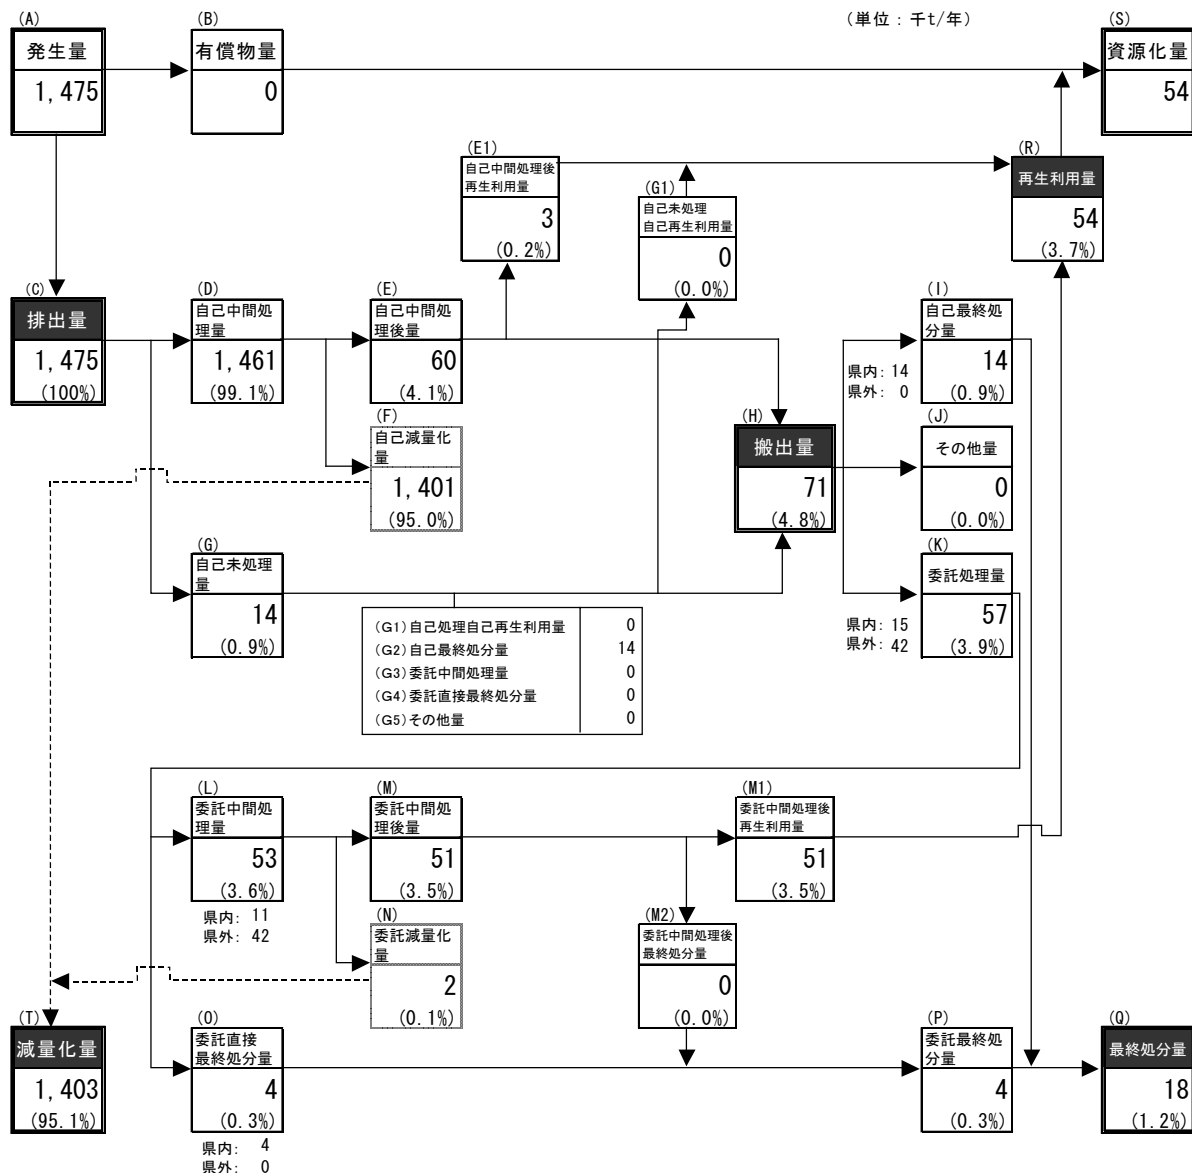 (A)
発生量
1,475
(B)
有償物量
0
(単位：千t/年)
(S)
資源化量
54
(E1)
自己中間処理後
再生利用量
3
(0.2%)
(G1)
自己未処理
自己再生利用量
0
(0.0%)
(R)
再生利用量
54
(3.7%)
(C)
排出量
1,475
(100%)
(D)
自己中間処
理量
1,461
(99.1%)
(E)
自己中間処
理後量
60
(4.1%)
(F)
自己減量化
量
1,401
(95.0%)
(G)
自己未処理
量
14
(0.9%)
(G1)自己処理自己再生利用量 0
(G2)自己最終処分量 14
(G3)委託中間処理量 0
(G4)委託直接最終処分量 0
(G5)その他量 0
(H)
搬出量
71
(4.8%)
(I)
自己最終処
分量
14
(0.9%)
県内: 14
県外: 0
(J)
その他量
0
(0.0%)
(K)
委託処理量
57
(3.9%)
県内: 15
県外: 42
(L)
委託中間処
理量
53
(3.6%)
県内: 11
県外: 42
(M)
委託中間処
理後量
51
(3.5%)
(N)
委託減量化
量
2
(0.1%)
(M1)
委託中間処理後
再生利用量
51
(3.5%)
(M2)
委託中間処理後
最終処分量
0
(0.0%)
(T)
減量化量
1,403
(95.1%)
(O)
委託直接
最終処分量
4
(0.3%)
県内: 4
県外: 0
(P)
委託最終処
分量
4
(0.3%)
(Q)
最終処分量
18
(1.2%)